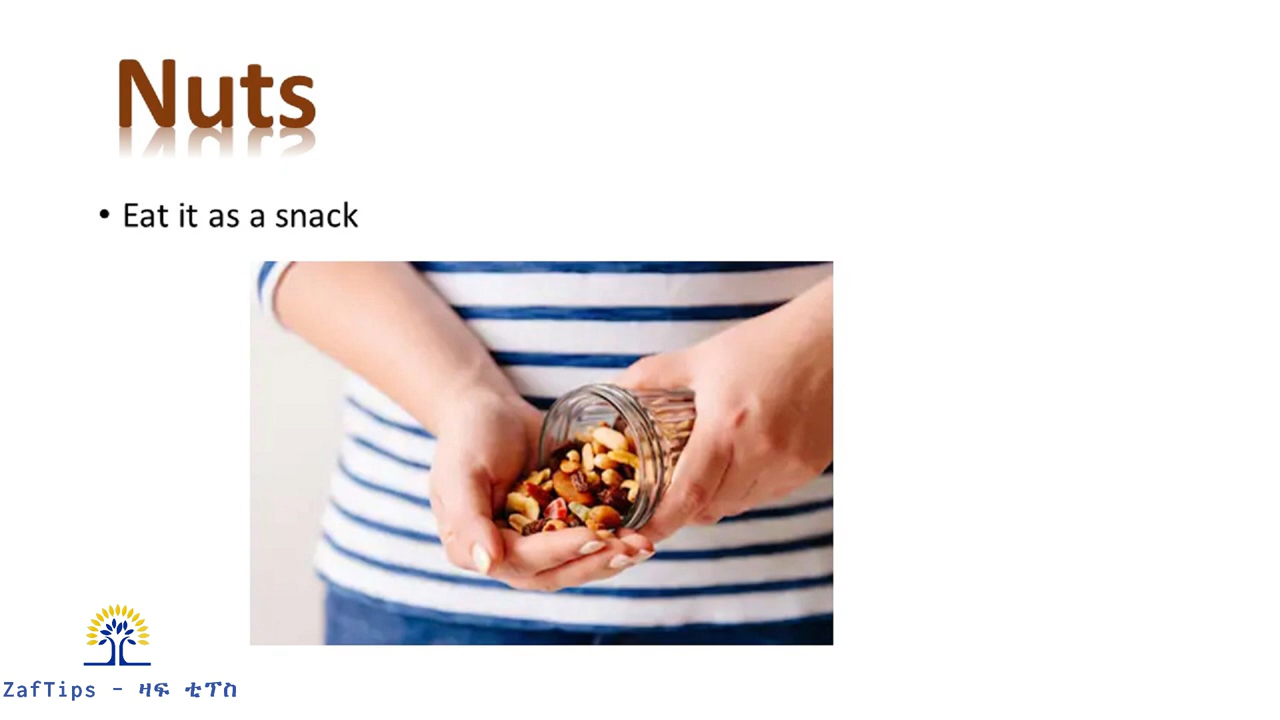 Nuts
• Eat it as a snack
ZafTips - ዛፍ ቲፕስ